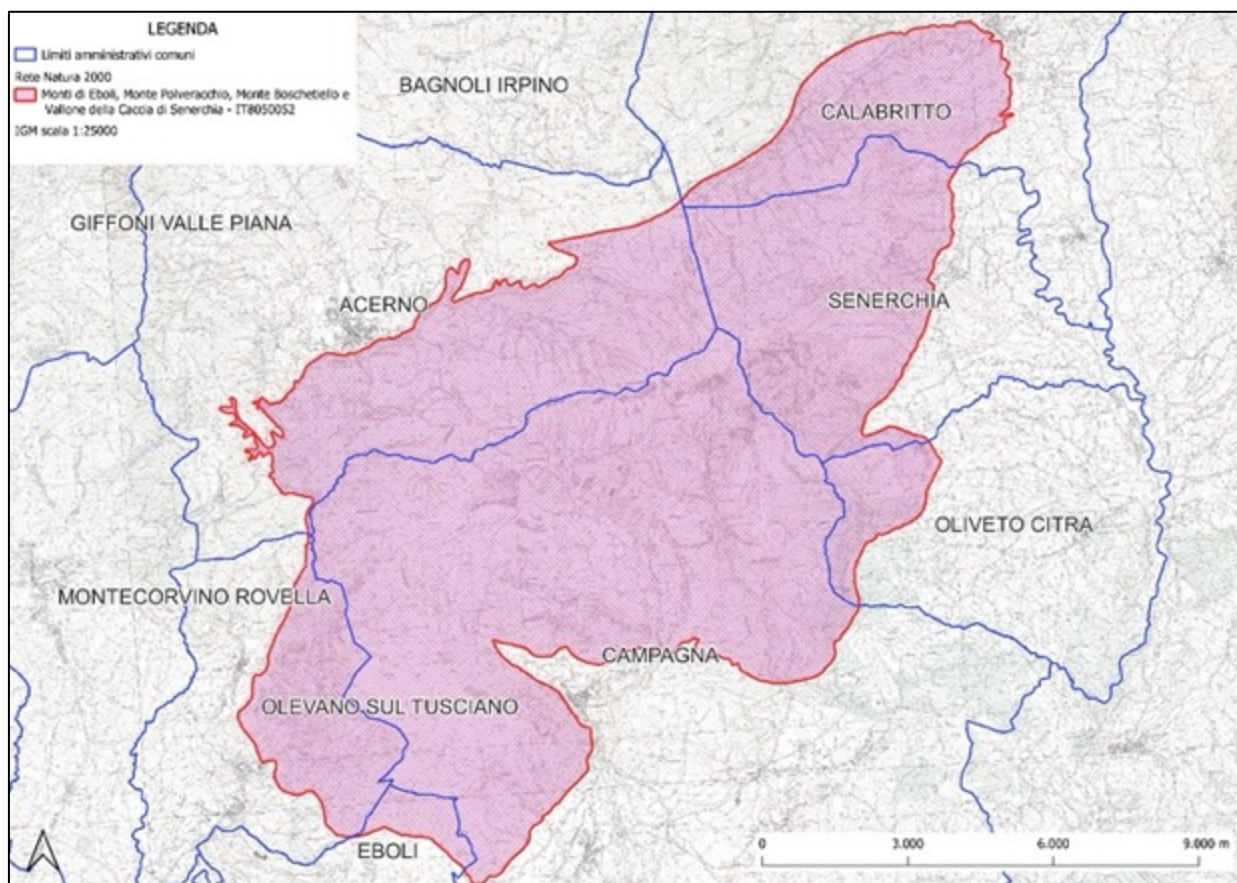 LEGENDA
Limiti amministrativi comuni
Rete Natura 2000
Monti di Eboli, Monte Polveracchio, Monte Boschetiello e
Vallone della Caccia di Senerchia - IT8050052
IGM scala 1:25000
BAGNOLI IRPINO
CALABRITTO
GIFFONI VALLE PIANA
ACERNO
SENERCHIA
OLIVETO CITRA
MONTECORVINO ROVELLA
CAMPAGNA
OLEVANO SUL TUSCIANO
EBOLI
0 3.000 6.000 9.000 m